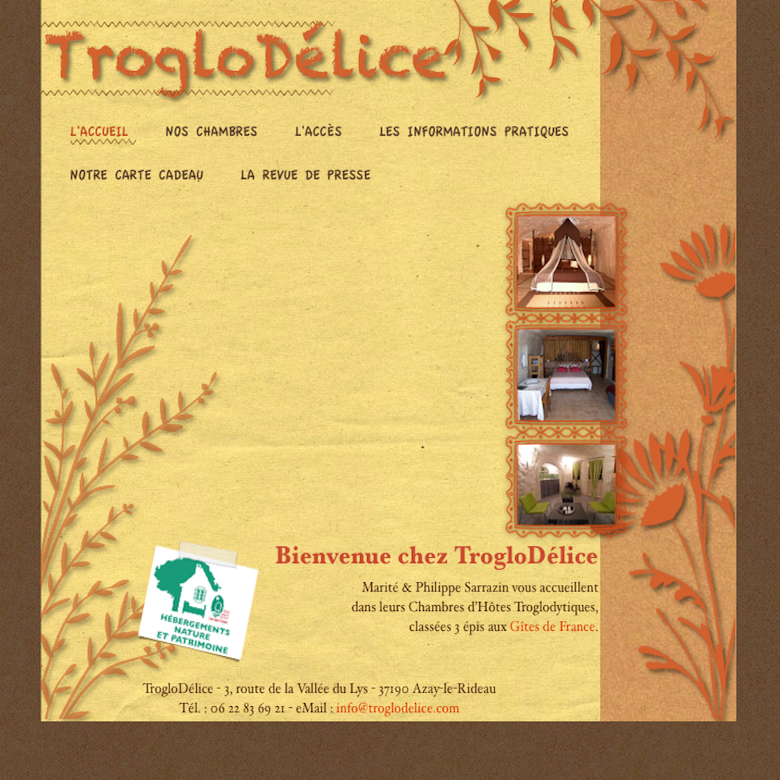 TrogloDélice
L'ACCUEIL NOS CHAMBRES L'ACCÈS LES INFORMATIONS PRATIQUES
NOTRE CARTE CADEAU LA REVUE DE PRESSE
Bienvenue chez TrogloDélice
Marité & Philippe Sarrazin vous accueillent
dans leurs Chambres d'Hôtes Troglodytiques,
classées 3 épis aux Gîtes de France.
HÉBERGEMENTS
NATURE
ET PATRIMOINE
TrogloDélice - 3, route de la Vallée du Lys - 37190 Azay-le-Rideau
Tél. : 06 22 83 69 21 - eMail : info@troglodelice.com